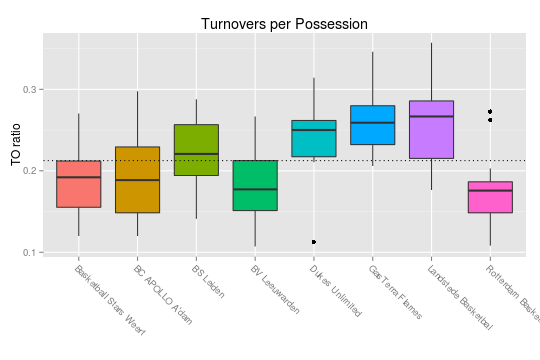 Turnovers per Possession
TO ratio
0.3
0.2
0.1
Basketball Stars Weert
BC APOLLO A'dam
BS Leiden
BV Leeuwarden
Dukes Unlimited
GasTerra Flames
Landstede Basketbal
Rotterdam Basket